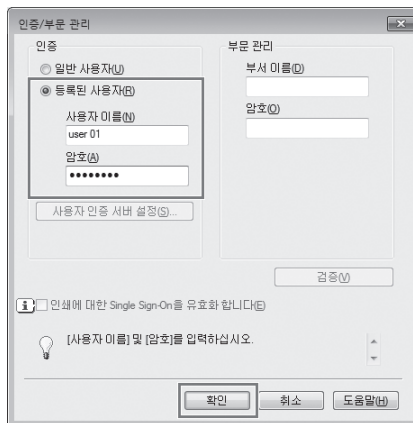 인증/부문 관리
인증
일반 사용자(U)
등록된 사용자(R)
사용자 이름(N)
user 01
암호(A)
●●●●●●●●
사용자 인증 서버 설정(S)...
부문 관리
부서 이름(D)
암호(O)
검증(V)
인쇄에 대한 Single Sign-On을 유효화 합니다(E)
[사용자 이름] 및 [암호]를 입력하십시오.
확인
취소
도움말(H)